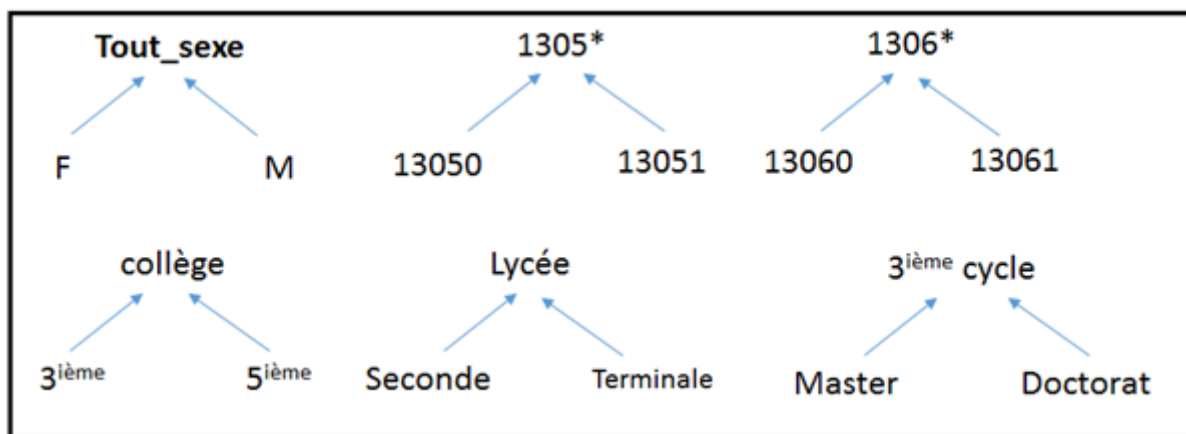 Tout_sexe 1305* 1306*
F M 13050 13051 13060 13061
collège Lycée 3ième cycle
3ième 5ième Seconde Terminale Master Doctorat